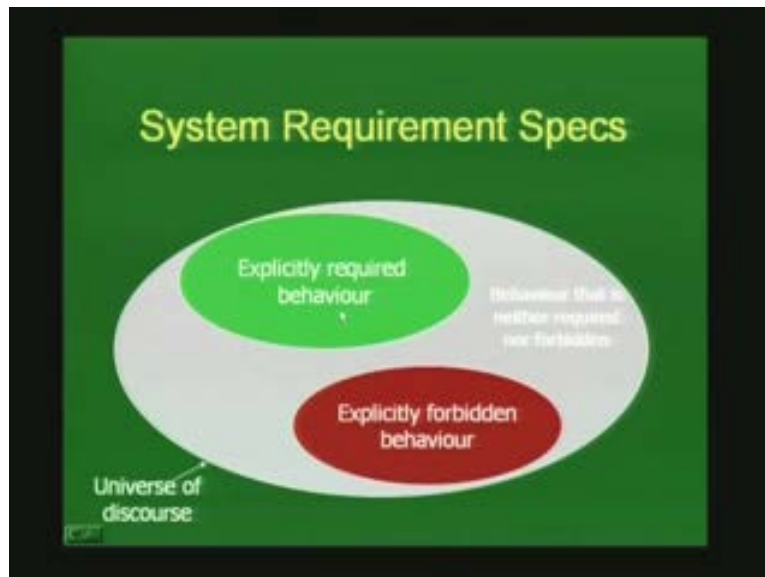 System Requirement Specs
Explicitly required
behaviour
Behaviour that is
neither required
nor forbidden
Explicitly forbidden
behaviour
Universe of
discourse